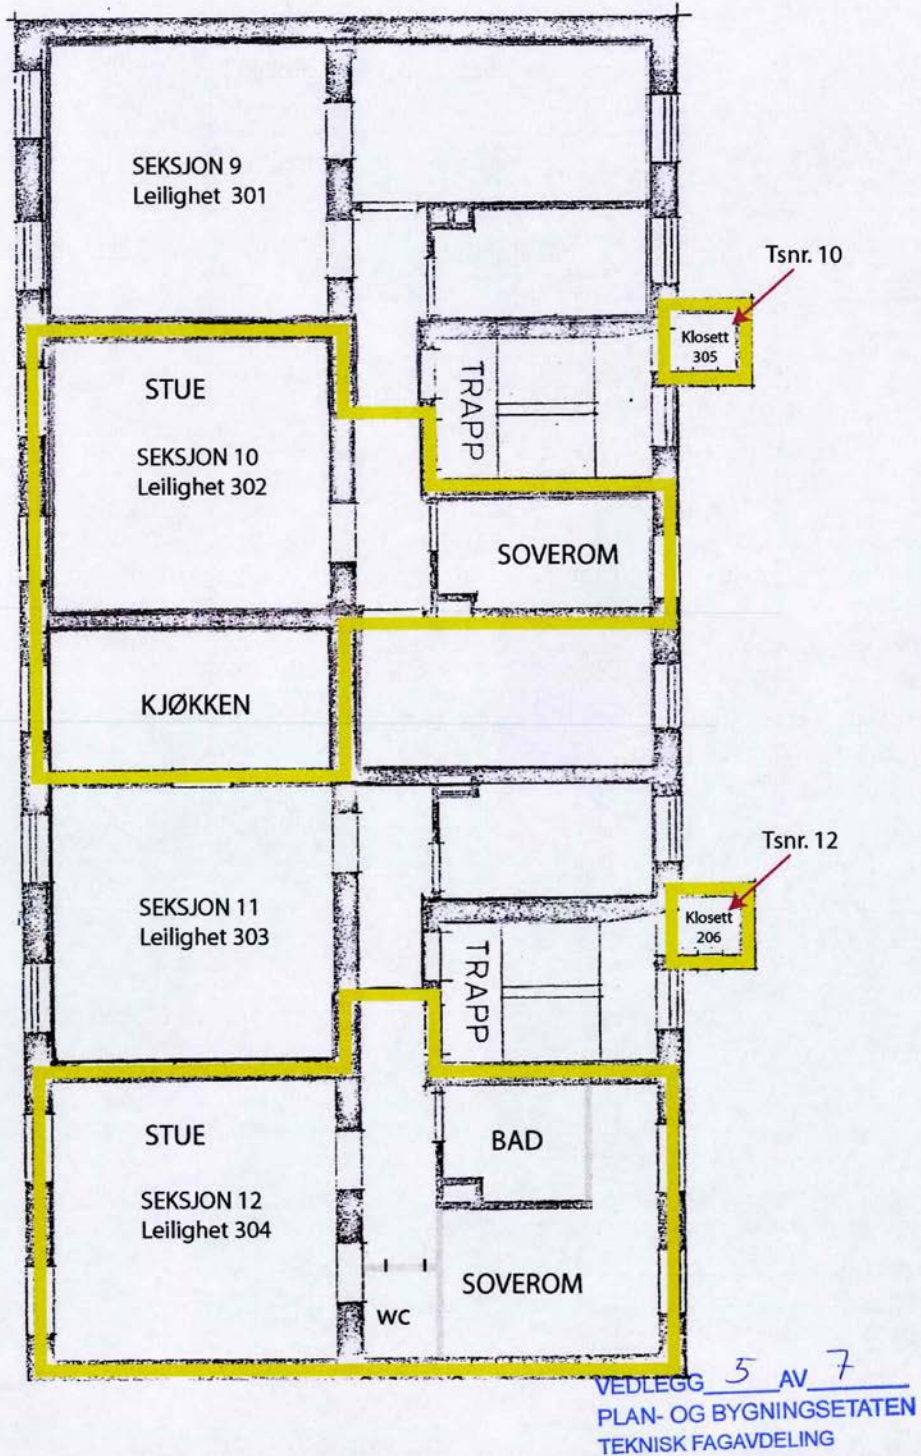 SEKSJON 9
Leilighet 301
Tsnr. 10
Klosett
305
STUE
TRAPP
SEKSJON 10
Leilighet 302
SOVEROM
KJØKKEN
Tsnr. 12
SEKSJON 11
Leilighet 303
Klosett
206
TRAPP
STUE
BAD
SEKSJON 12
Leilighet 304
SOVEROM
WC
VEDLEGG 5 AV 7
PLAN- OG BYGNINGSETATEN
TEKNISK FAGAVDELING